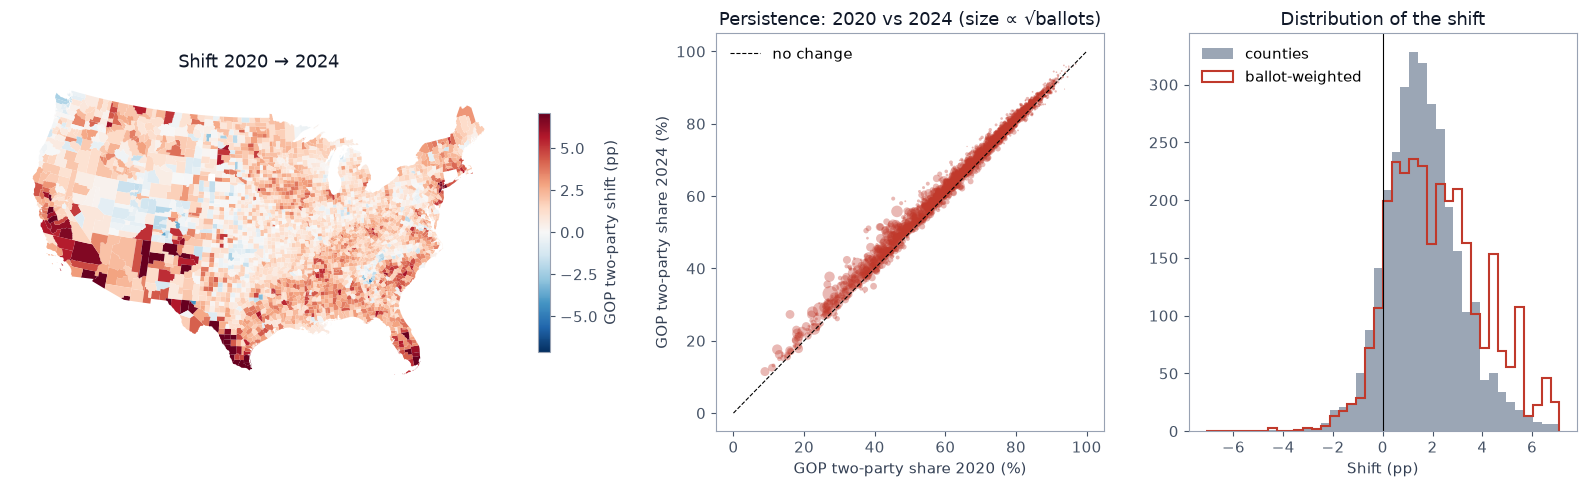 Shift 2020 → 2024
5.0
2.5
0.0
−2.5
−5.0
GOP two-party shift (pp)
Persistence: 2020 vs 2024 (size ∝ √ballots)
no change
100
80
60
40
20
0
GOP two-party share 2024 (%)
0 20 40 60 80 100
GOP two-party share 2020 (%)
Distribution of the shift
counties
ballot-weighted
300
250
200
150
100
50
0
−6 −4 −2 0 2 4 6
Shift (pp)